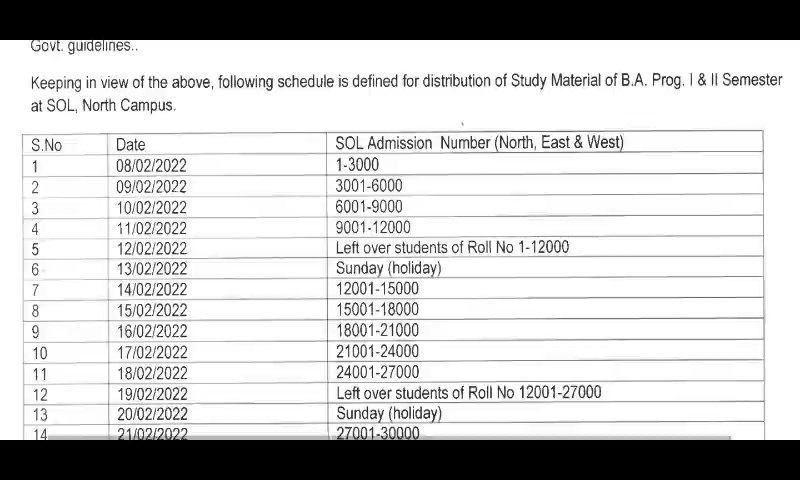 Govt. guidelines..
Keeping in view of the above, following schedule is defined for distribution of Study Material of B.A. Prog. I & II Semester
at SOL, North Campus.
S.No Date SOL Admission Number (North, East & West)
1 08/02/2022 1-3000
2 09/02/2022 3001-6000
3 10/02/2022 6001-9000
4 11/02/2022 9001-12000
5 12/02/2022 Left over students of Roll No 1-12000
6 13/02/2022 Sunday (holiday)
7 14/02/2022 12001-15000
8 15/02/2022 15001-18000
9 16/02/2022 18001-21000
10 17/02/2022 21001-24000
11 18/02/2022 24001-27000
12 19/02/2022 Left over students of Roll No 12001-27000
13 20/02/2022 Sunday (holiday)
14 21/02/2022 27001-30000